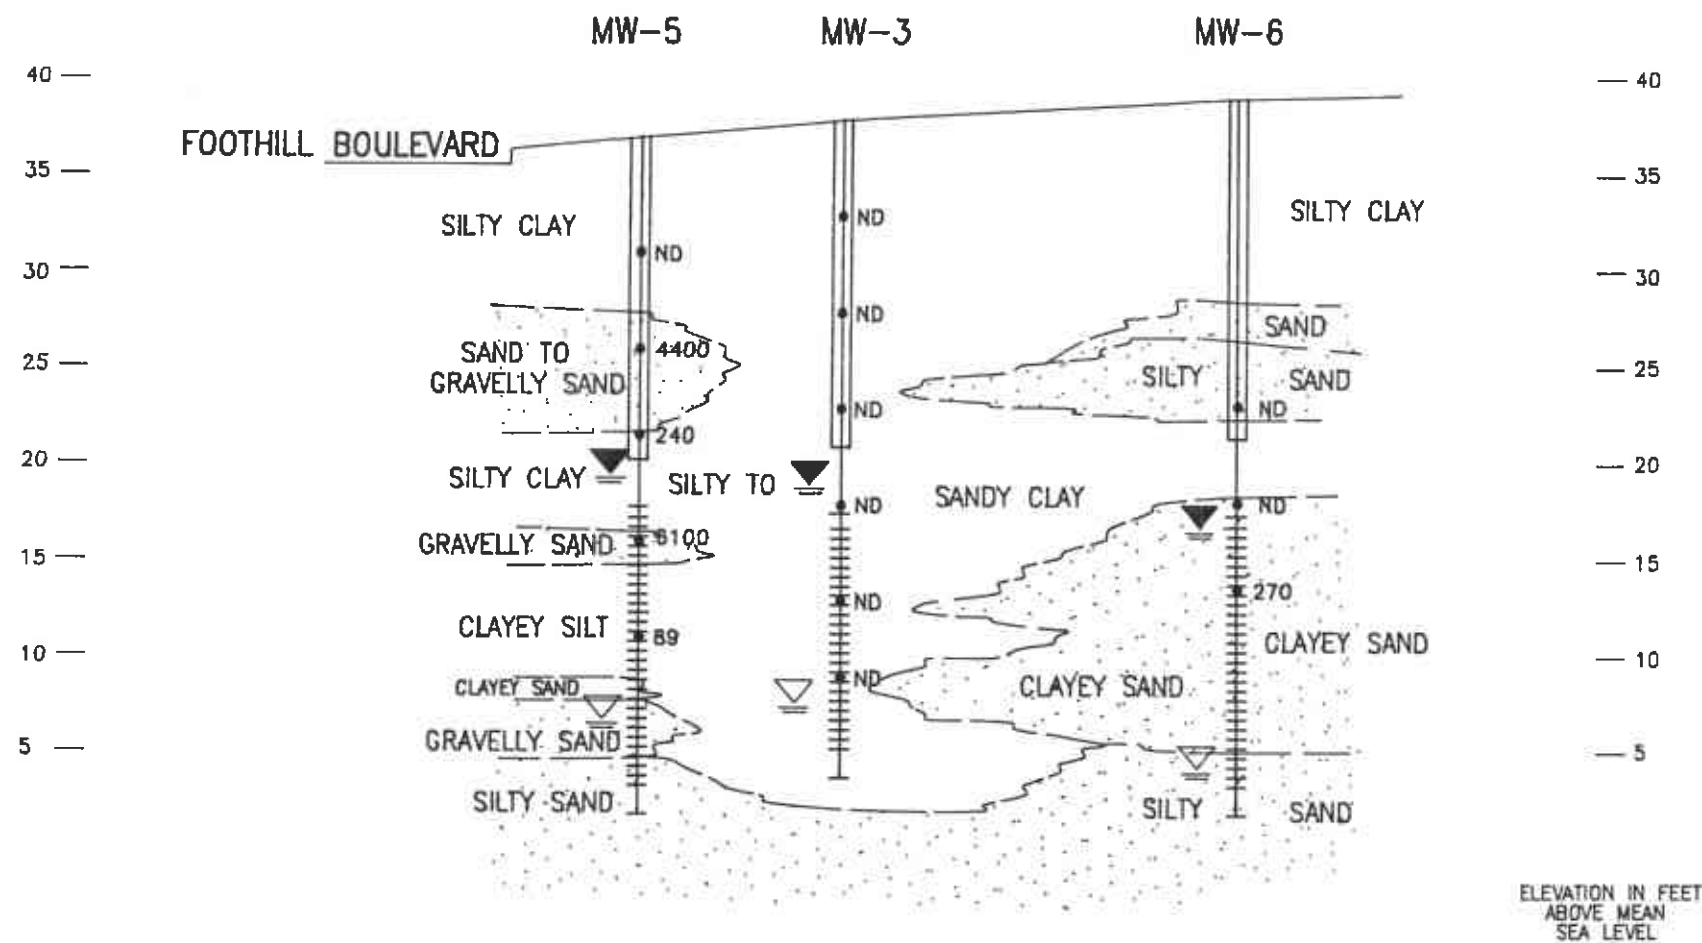 MW-5 MW-3 MW-6
40 40
FOOTHILL BOULEVARD
35 35
SILTY CLAY SILTY CLAY
ND
ND
30 30
ND
SAND
SAND TO 4400
GRAVELLY SAND
25 SILTY SAND 25
ND ND
240
20 20
SILTY CLAY SILTY TO SANDY CLAY
ND ND
GRAVELLY SAND 6100
15 15
ND 270
CLAYEY SILT 89
CLAYEY SAND
10 10
CLAYEY SAND ND CLAYEY SAND
GRAVELLY SAND
5 5
SILTY SAND SILTY SAND
ELEVATION IN FEET
ABOVE MEAN
SEA LEVEL